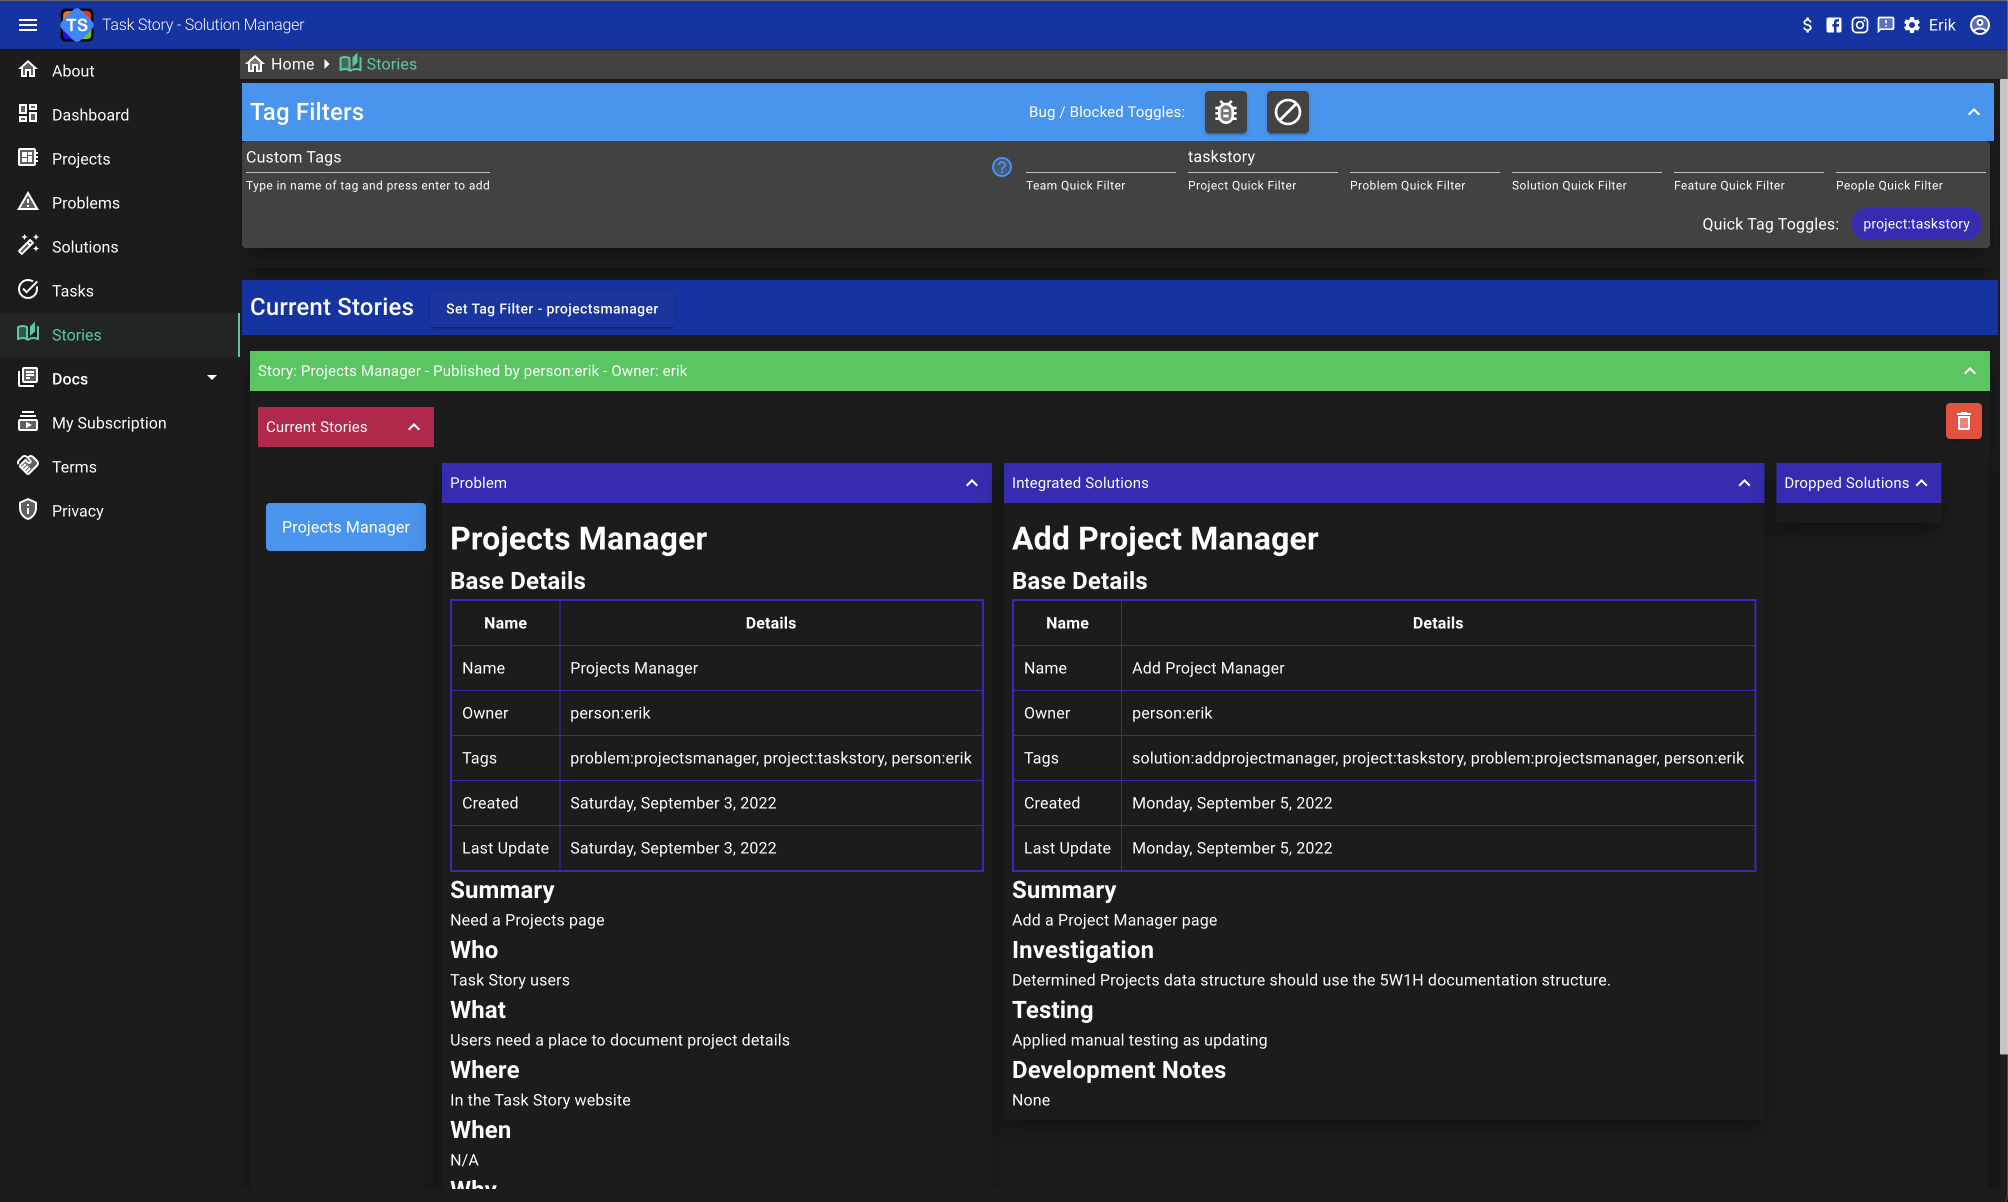 TS Task Story - Solution Manager
Erik
About
Dashboard
Projects
Problems
Solutions
Tasks
Stories
Docs
My Subscription
Terms
Privacy
Home Stories
Tag Filters
Bug / Blocked Toggles:
Custom Tags
Type in name of tag and press enter to add
Team Quick Filter
taskstory
Project Quick Filter
Problem Quick Filter
Solution Quick Filter
Feature Quick Filter
People Quick Filter
Quick Tag Toggles: project:taskstory
Current Stories
Set Tag Filter - projectsmanager
Story: Projects Manager - Published by person:erik - Owner: erik
Current Stories
Projects Manager
Problem
Projects Manager
Base Details
Name Details
Name Projects Manager
Owner person:erik
Tags problem:projectsmanager, project:taskstory, person:erik
Created Saturday, September 3, 2022
Last Update Saturday, September 3, 2022
Summary
Need a Projects page
Who
Task Story users
What
Users need a place to document project details
Where
In the Task Story website
When
N/A
Why
Integrated Solutions
Add Project Manager
Base Details
Name Details
Name Add Project Manager
Owner person:erik
Tags solution:addprojectmanager, project:taskstory, problem:projectsmanager, person:erik
Created Monday, September 5, 2022
Last Update Monday, September 5, 2022
Summary
Add a Project Manager page
Investigation
Determined Projects data structure should use the 5W1H documentation structure.
Testing
Applied manual testing as updating
Development Notes
None
Dropped Solutions